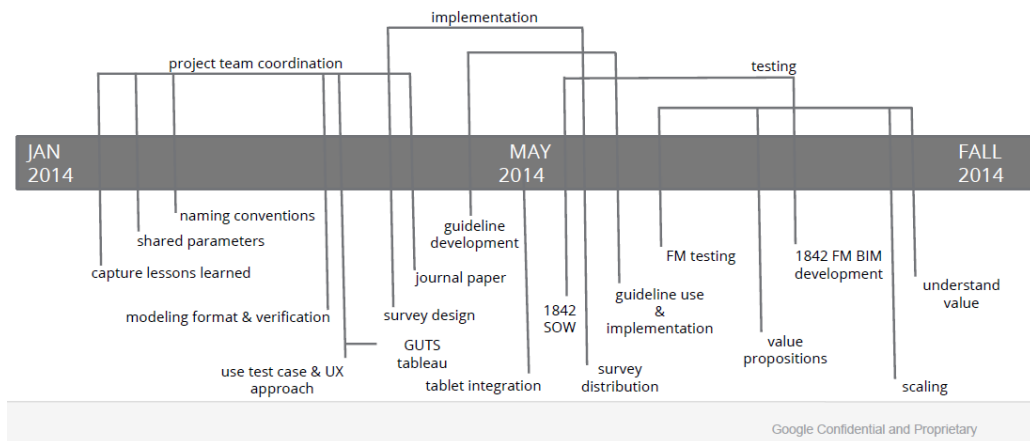 implementation
project team coordination
testing
JAN
2014
MAY
2014
FALL
2014
naming conventions
shared parameters
capture lessons learned
modeling format & verification
use test case & UX
approach
GUTS
tableau
survey design
journal paper
guideline
development
tablet integration
1842
SOW
survey
distribution
guideline use
&
implementation
FM testing
value
propositions
1842 FM BIM
development
scaling
understand
value
Google Confidential and Proprietary